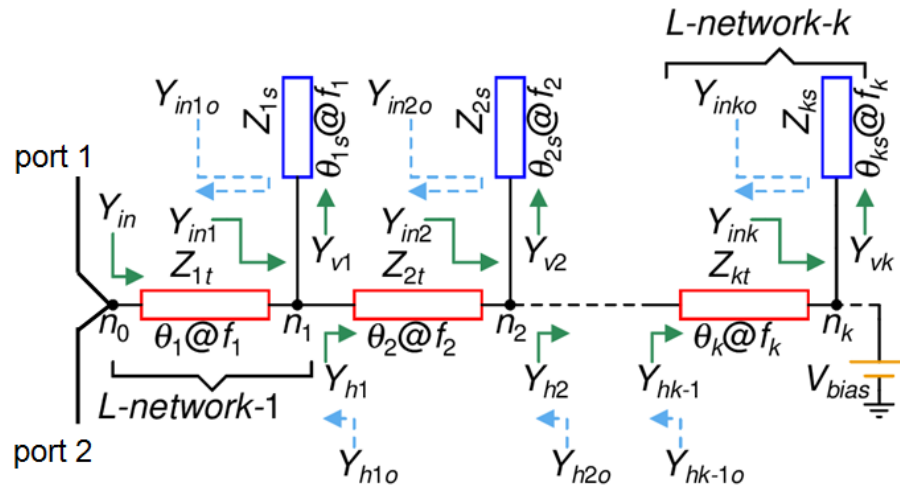 L-network-k
Y_in1o
Z_1s
θ_1s@f_1
Y_in2o
Z_2s
θ_2s@f_2
Y_inko
Z_ks
θ_ks@f_k
port 1
Y_in
Y_in1
Y_v1
Y_in2
Y_v2
Y_ink
Y_vk
Z_1t
Z_2t
Z_kt
n_0
θ_1@f_1
n_1
θ_2@f_2
n_2
θ_k@f_k
n_k
L-network-1
Y_h1
Y_h2
Y_hk-1
V_bias
port 2
Y_h1o
Y_h2o
Y_hk-1o